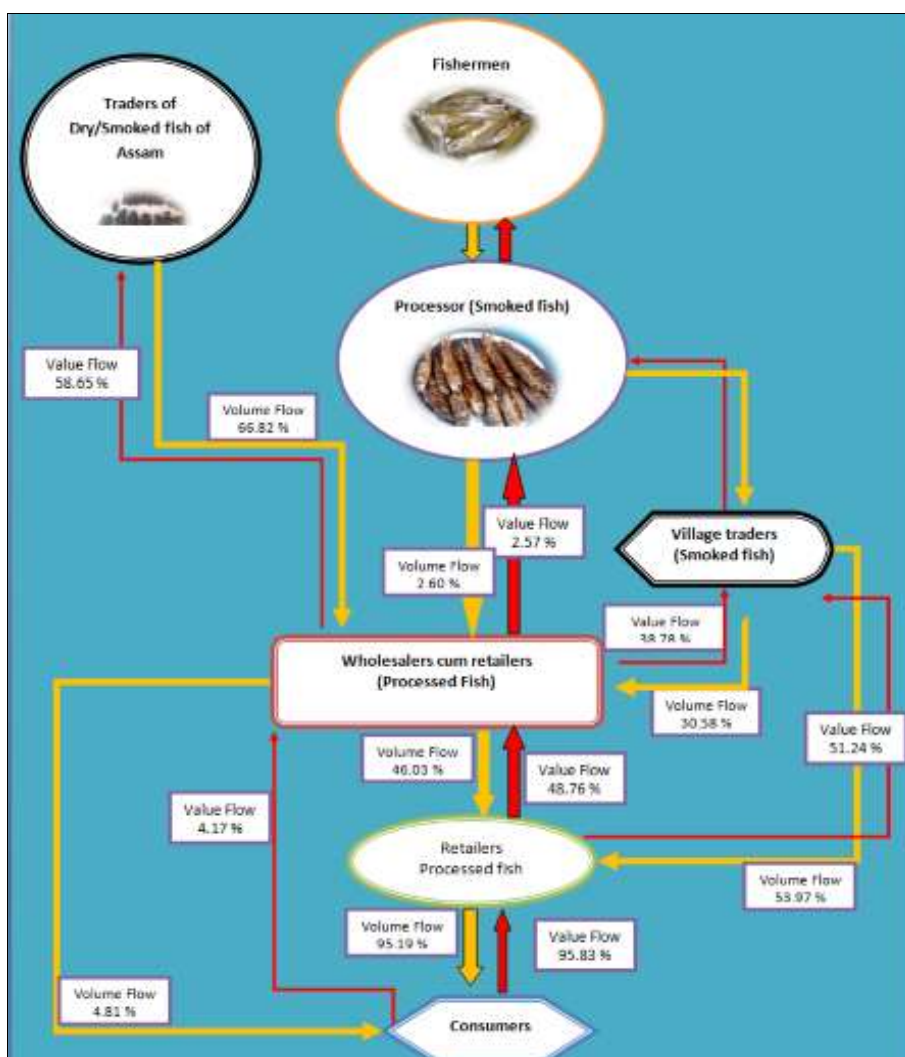 Fishermen
Traders of
Dry/Smoked fish of
Assam
Processor (Smoked fish)
Value Flow
58.65 %
Volume Flow
66.82 %
Value Flow
2.57 %
Village traders
(Smoked fish)
Volume Flow
2.60 %
Value Flow
38.78 %
Wholesalers cum retailers
(Processed Fish)
Volume Flow
30.58 %
Value Flow
51.24 %
Volume Flow
46.03 %
Value Flow
48.76 %
Value Flow
4.17 %
Retailers
Processed fish
Volume Flow
53.97 %
Volume Flow
95.19 %
Value Flow
95.83 %
Volume Flow
4.81 %
Consumers